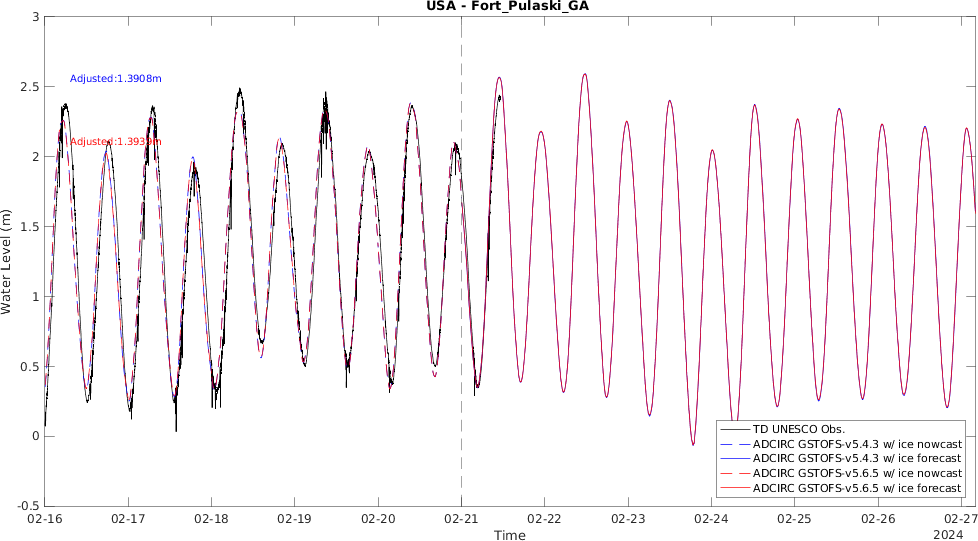 USA - Fort_Pulaski_GA
3
2.5
2
1.5
1
0.5
0
-0.5
Water Level (m)
Adjusted:1.3908m
Adjusted:1.3939m
TD UNESCO Obs.
ADCIRC GSTOFS-v5.4.3 w/ ice nowcast
ADCIRC GSTOFS-v5.4.3 w/ ice forecast
ADCIRC GSTOFS-v5.6.5 w/ ice nowcast
ADCIRC GSTOFS-v5.6.5 w/ ice forecast
02-16 02-17 02-18 02-19 02-20 02-21 02-22 02-23 02-24 02-25 02-26 02-27
Time
2024